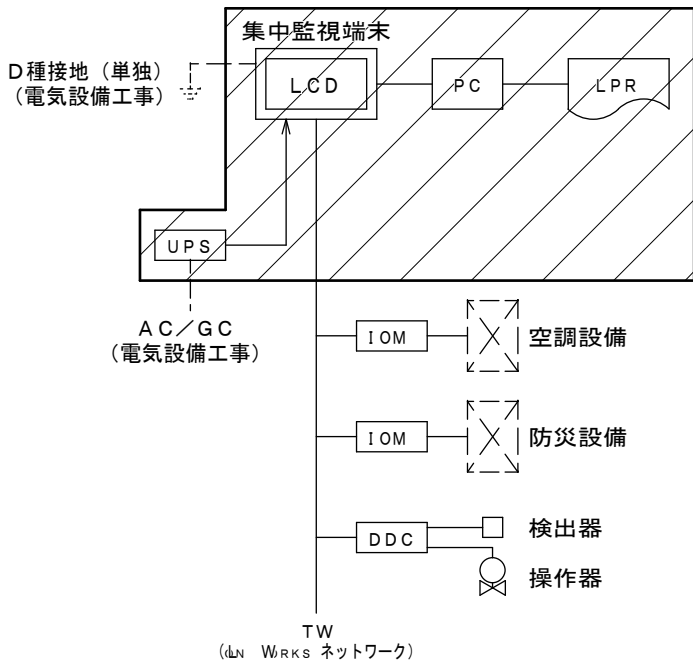 集中監視端末
D種接地（単独）
（電気設備工事）
LCD
PC
LPR
UPS
AC／GC
（電気設備工事）
IOM
空調設備
IOM
防災設備
DDC
検出器
操作器
TW
ネットワーク）